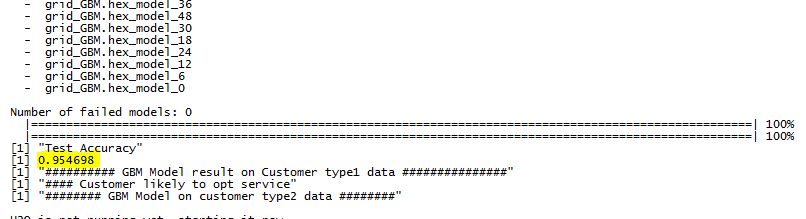 - grid_GBM.hex_model_36
- grid_GBM.hex_model_48
- grid_GBM.hex_model_30
- grid_GBM.hex_model_18
- grid_GBM.hex_model_24
- grid_GBM.hex_model_12
- grid_GBM.hex_model_6
- grid_GBM.hex_model_0
Number of failed models: 0
|======================================================================| 100%
|======================================================================| 100%
[1] "Test Accuracy"
[1] 0.954698
[1] "########## GBM Model result on Customer type1 data ##############"
[1] "#### Customer likely to opt service"
[1] "######## GBM Model on customer type2 data ########"
H2O is not running yet, starting it now